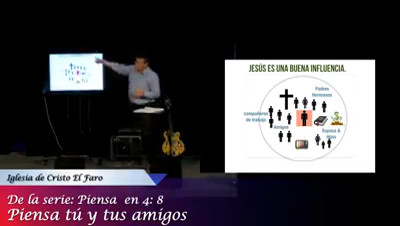 JESÚS ES UNA BUENA INFLUENCIA.
Padres
Hermanos
compañeros
de trabajo
Amigos
Esposa &
Hijos
Iglesia de Cristo El Faro
De la serie: Piensa en 4: 8
Piensa tú y tus amigos